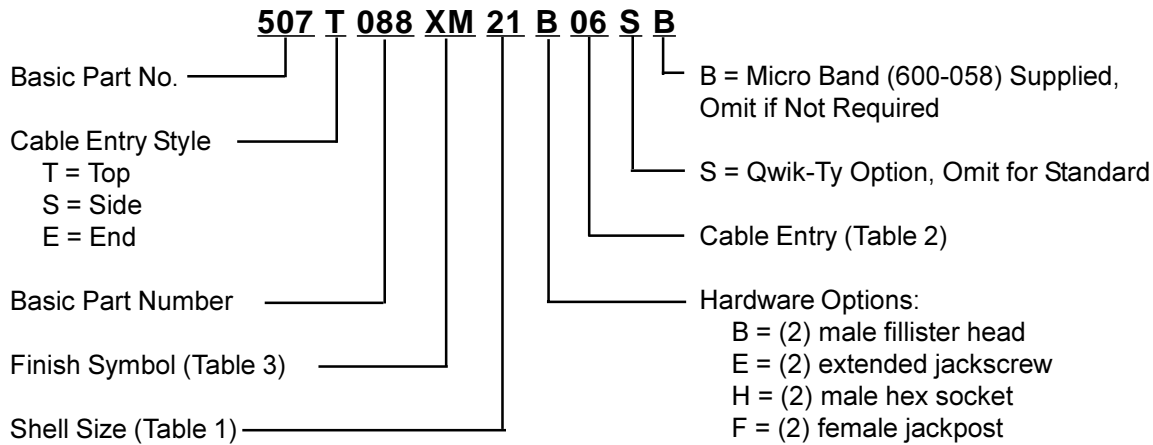 507 T 088 XM 21 B 06 S B
Basic Part No.
Cable Entry Style
T = Top
S = Side
E = End
Basic Part Number
Finish Symbol (Table 3)
Shell Size (Table 1)
B = Micro Band (600-058) Supplied,
Omit if Not Required
S = Qwik-Ty Option, Omit for Standard
Cable Entry (Table 2)
Hardware Options:
B = (2) male fillister head
E = (2) extended jackscrew
H = (2) male hex socket
F = (2) female jackpost